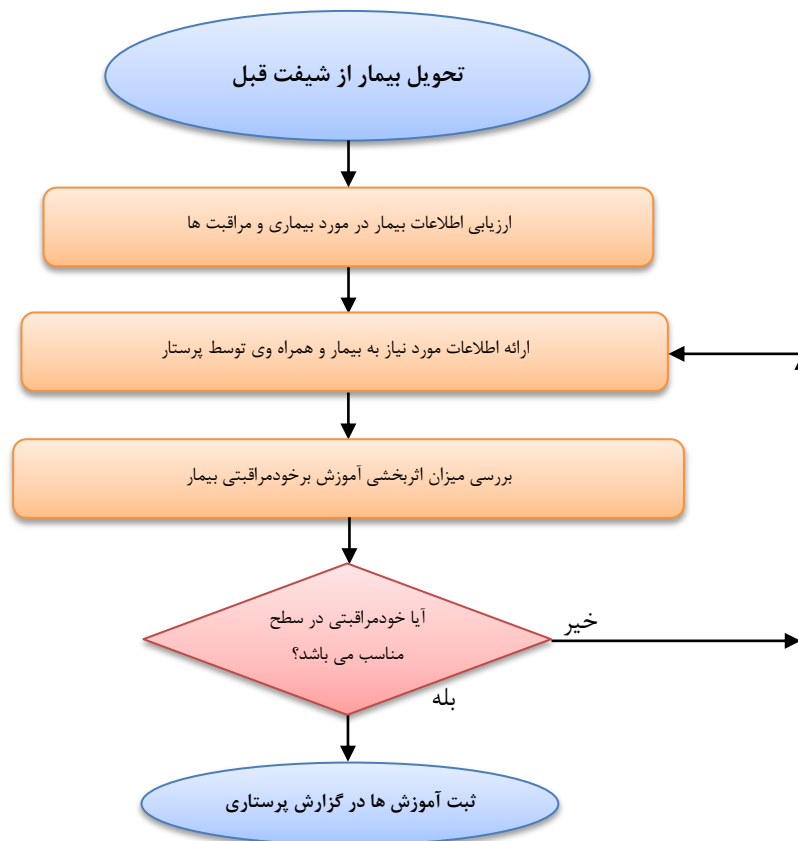 تحویل بیمار از شیفت قبل
ارزیابی اطلاعات بیمار در مورد بیماری و مراقبت ها
ارائه اطلاعات مورد نیاز به بیمار و همراه وی توسط پرستار
بررسی میزان اثربخشی آموزش برخودمراقبتی بیمار
آیا خودمراقبتی در سطح
مناسب می باشد؟
خیر
بله
ثبت آموزش ها در گزارش پرستاری